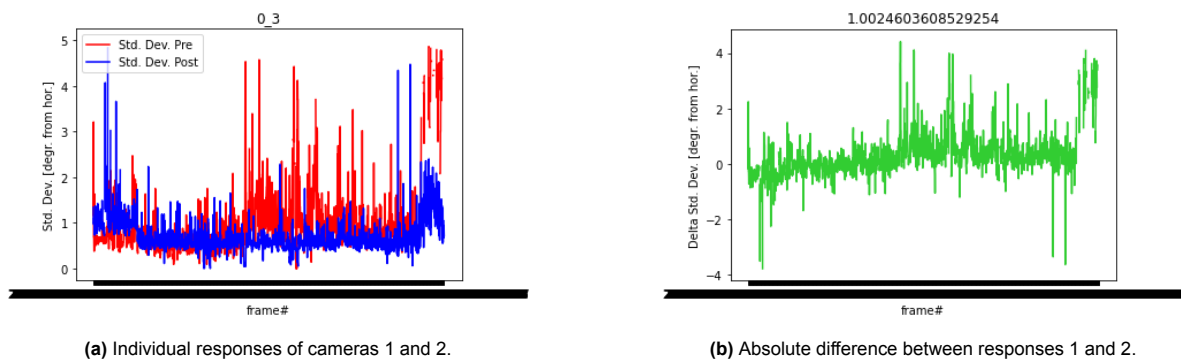 0_3
Std. Dev. Pre
Std. Dev. Post
Std. Dev. [degr. from hor.]
5
4
3
2
1
0
frame#
(a) Individual responses of cameras 1 and 2.
1.0024603608529254
Delta Std. Dev. [degr. from hor.]
4
2
0
−2
−4
frame#
(b) Absolute difference between responses 1 and 2.